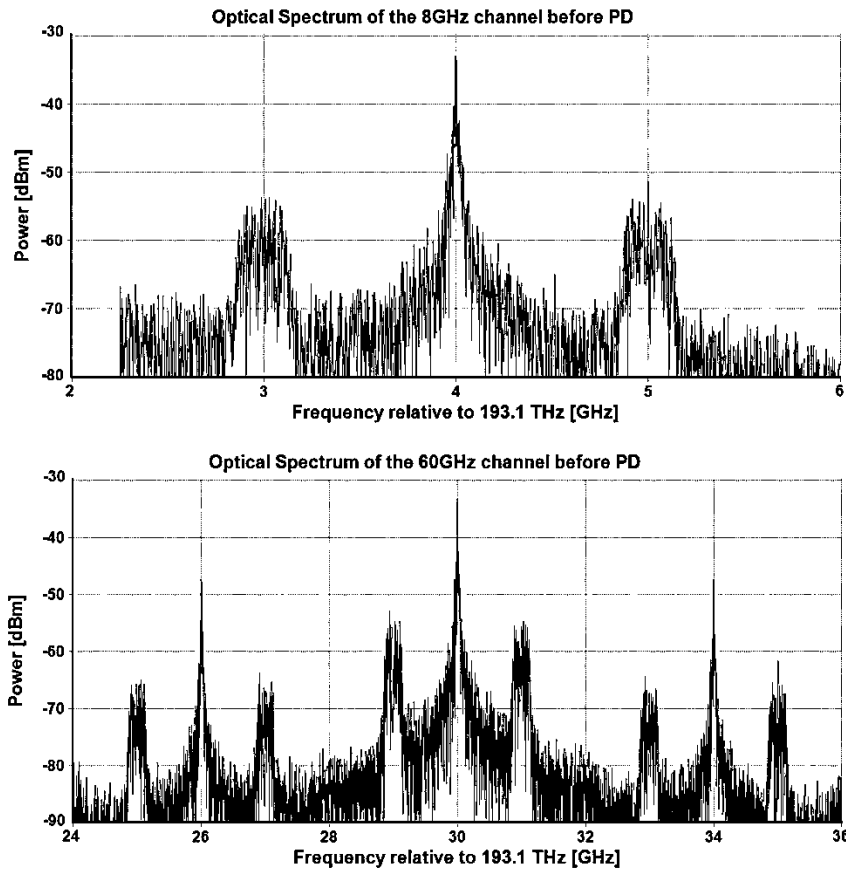 Optical Spectrum of the 8GHz channel before PD
-30
-40
-50
-60
-70
-80
Power [dBm]
2 3 4 5 6
Frequency relative to 193.1 THz [GHz]
Optical Spectrum of the 60GHz channel before PD
-30
-40
-50
-60
-70
-80
-90
Power [dBm]
24 26 28 30 32 34 36
Frequency relative to 193.1 THz [GHz]